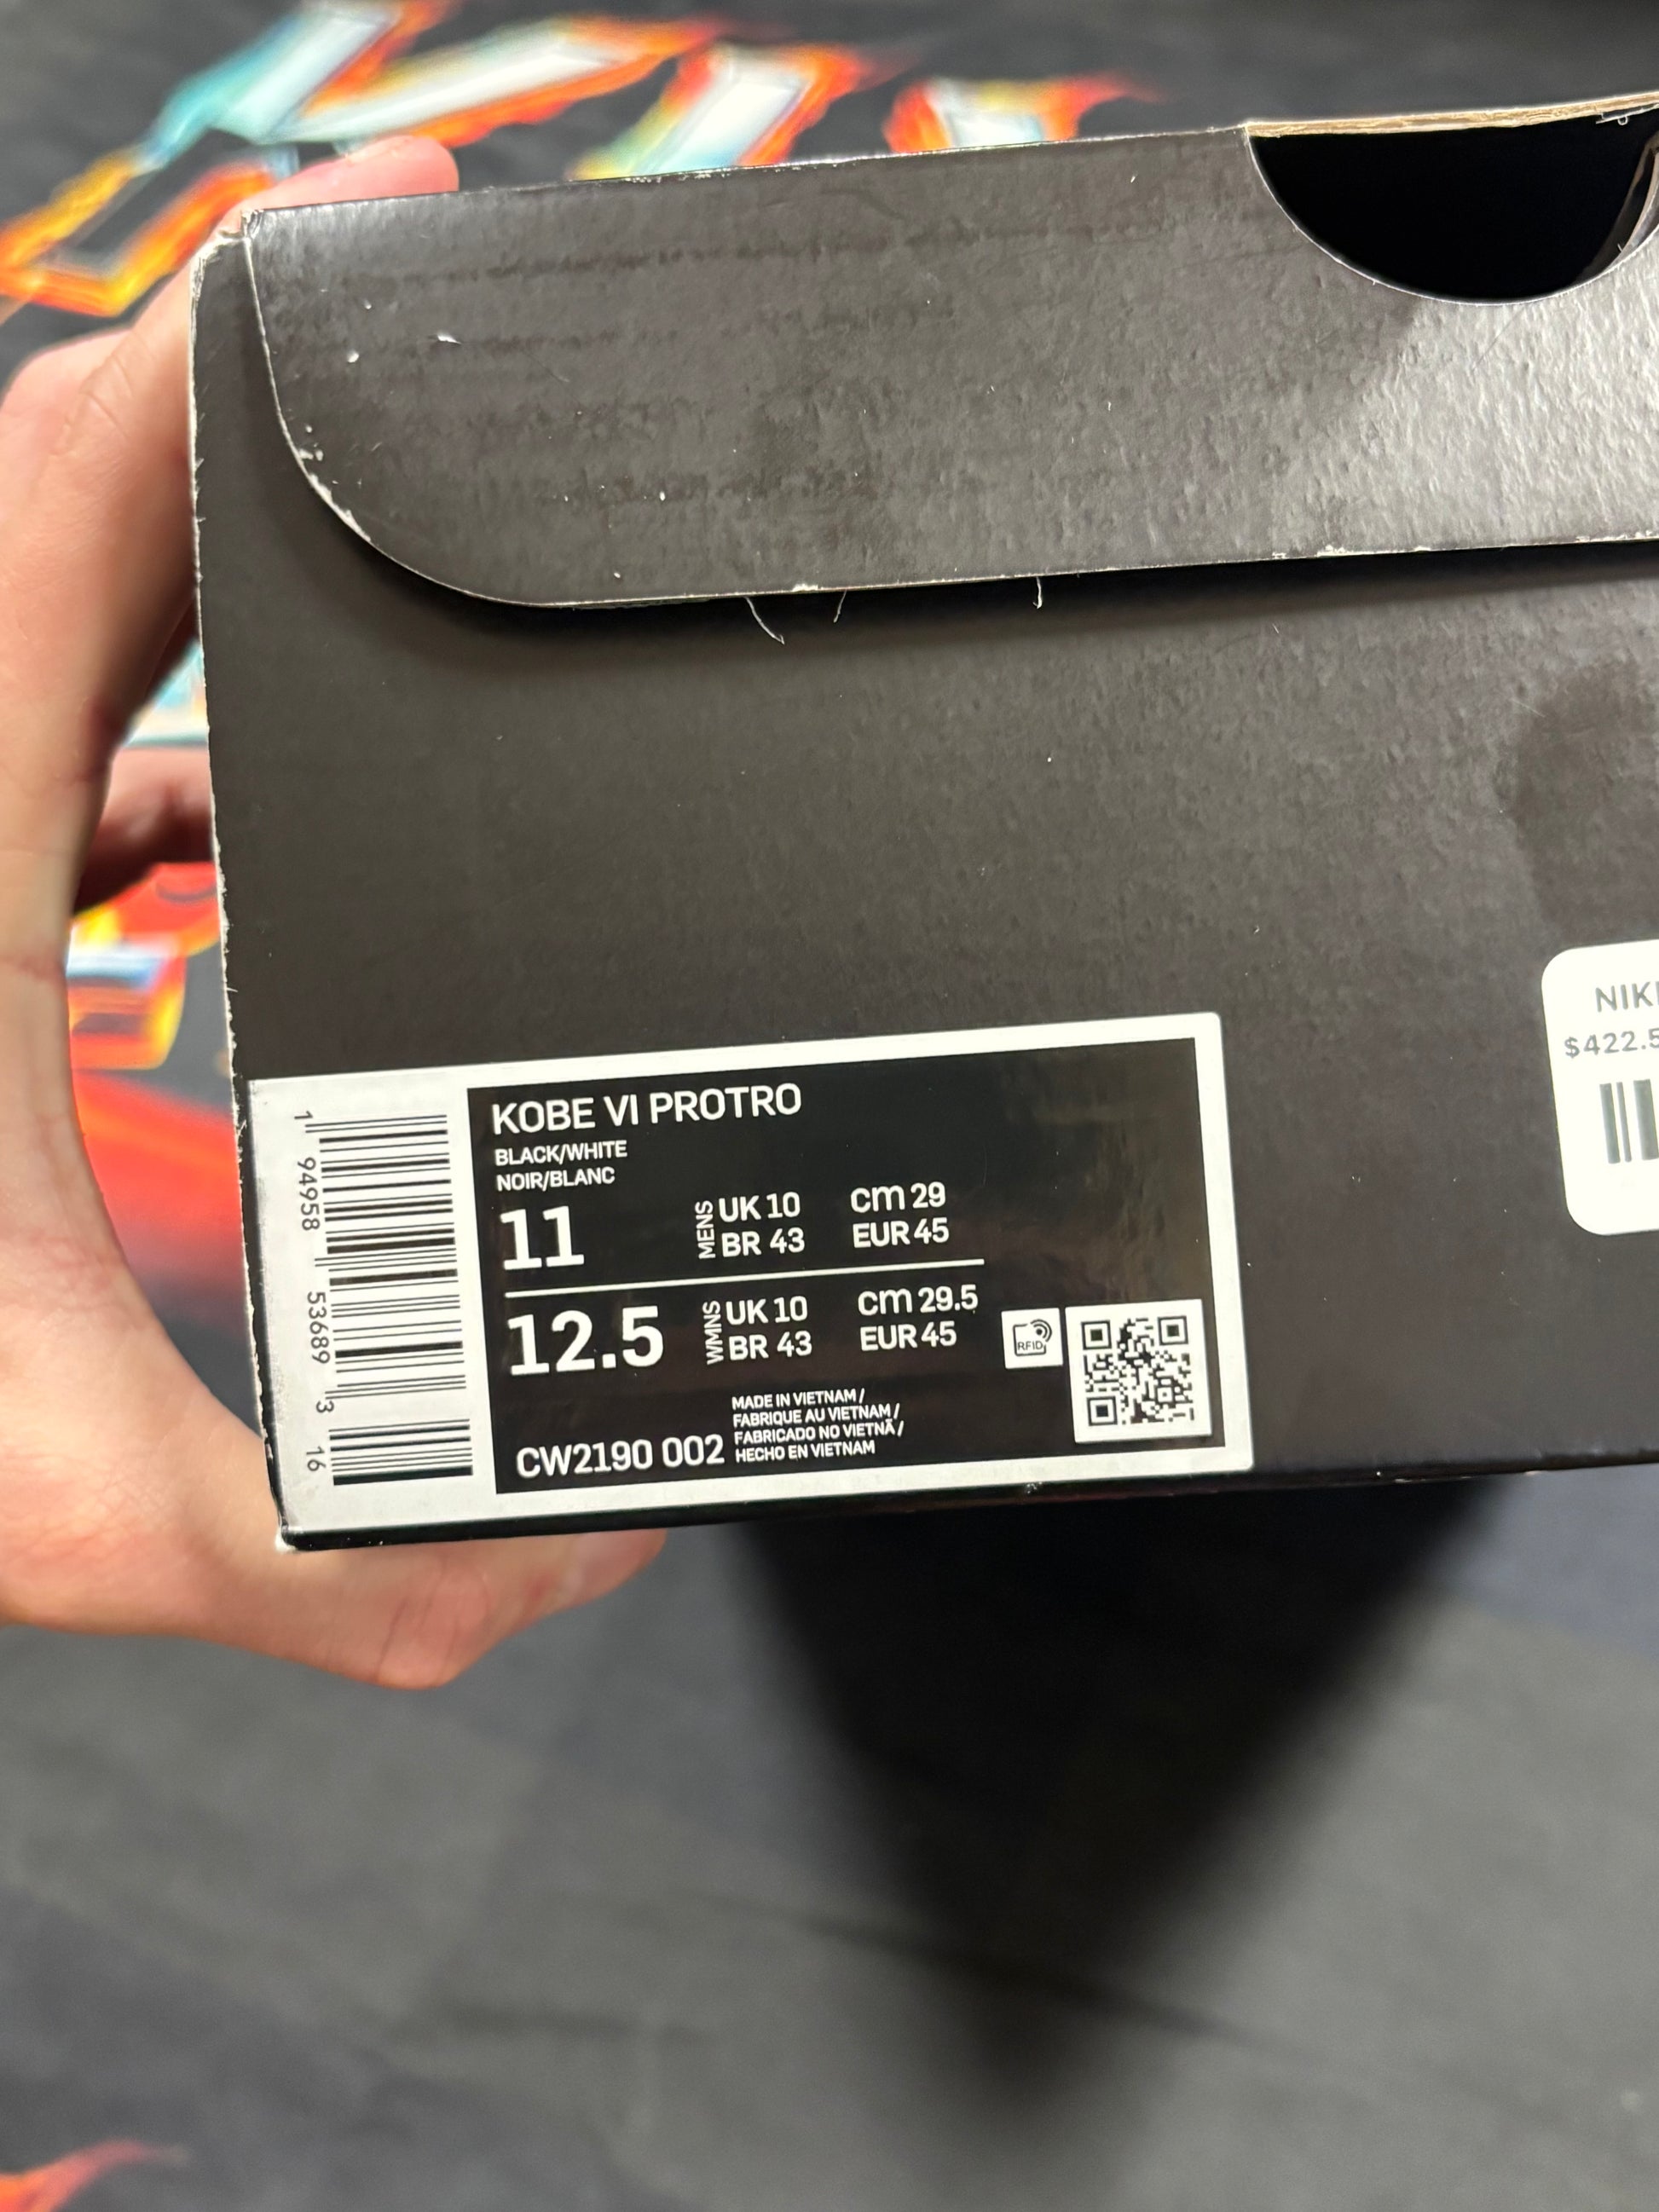 KOBE VI PROTRO
BLACK/WHITE
NOIR/BLANC
11 MENS UK 10 cm 29
BR 43 EUR 45
12.5 WMNS UK 10 cm 29.5
BR 43 EUR 45
RFID
MADE IN VIETNAM /
FABRIQUE AU VIETNAM /
FABRICADO NO VIETNÃ /
CW2190 002 HECHO EN VIETNAM
1 94958 53689 3 16
$422.5